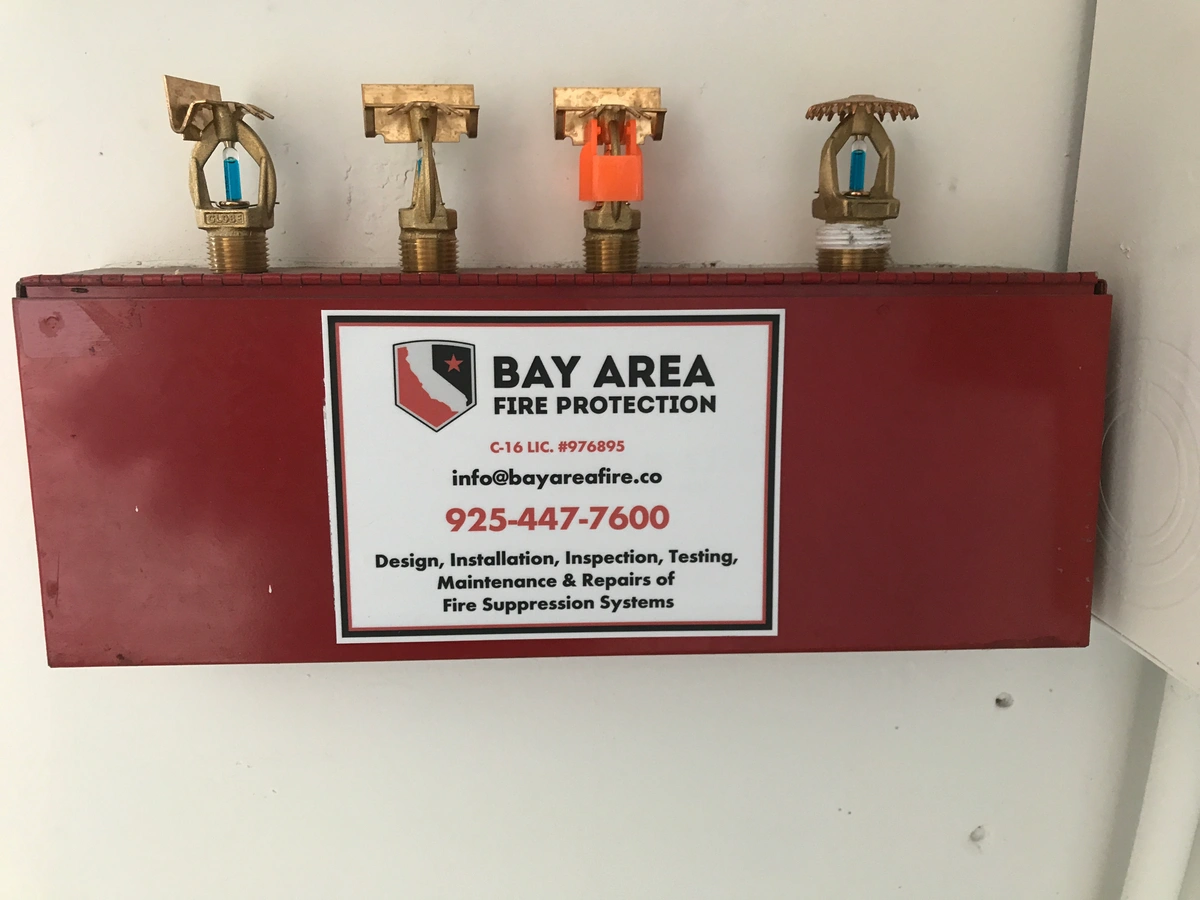 GLOBE
BAY AREA
FIRE PROTECTION
C-16 LIC. #976895
info@bayareafire.co
925-447-7600
Design, Installation, Inspection, Testing,
Maintenance & Repairs of
Fire Suppression Systems